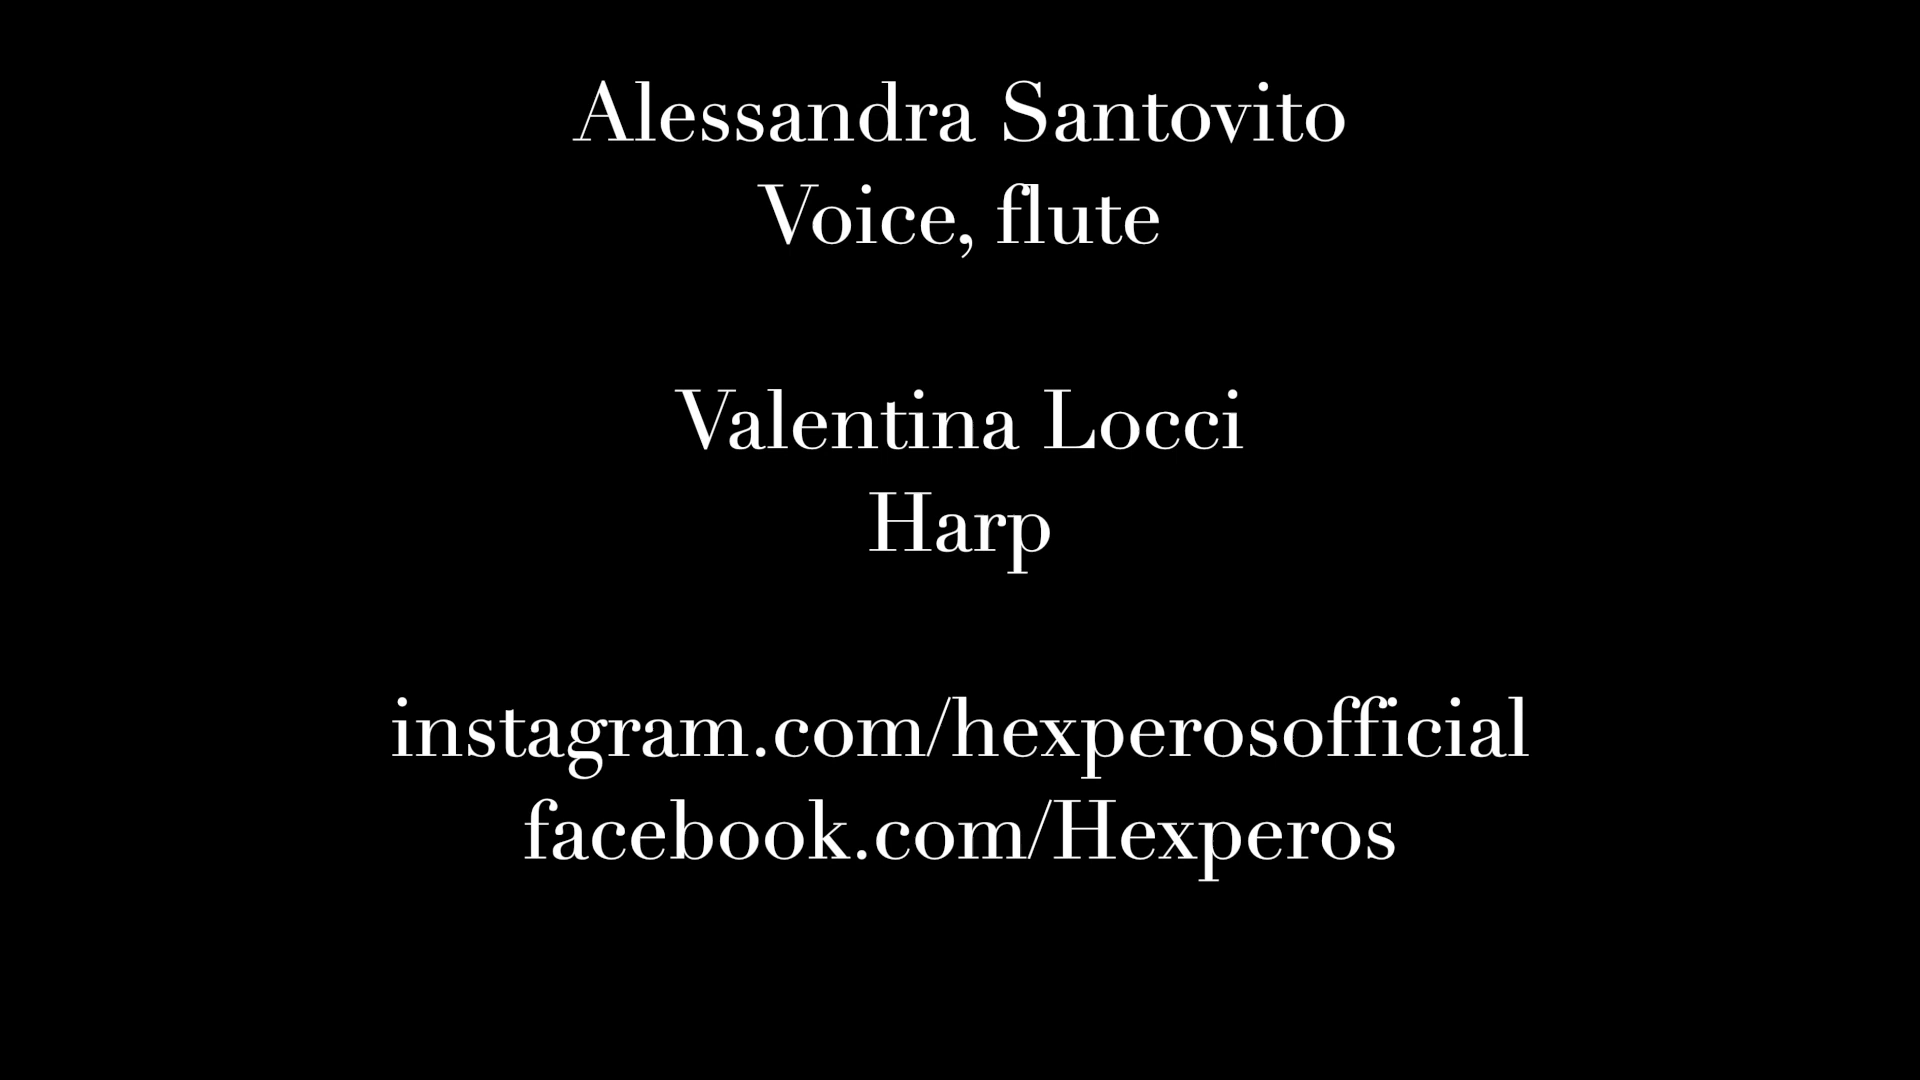 Alessandra Santovito
Voice, flute
Valentina Locci
Harp
instagram.com/hexperosofficial
facebook.com/Hexperos